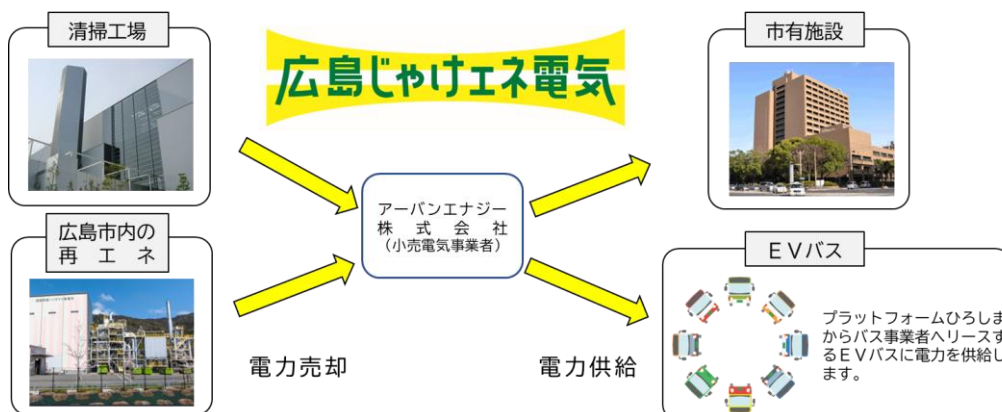 清掃工場
広島じゃけエネ電気
市有施設
アーバンエナジー
株式会社
（小売電気事業者）
広島市内の
再エネ
ＥＶバス
プラットフォームひろしま
からバス事業者へリースす
るＥＶバスに電力を供給し
ます。
電力売却
電力供給